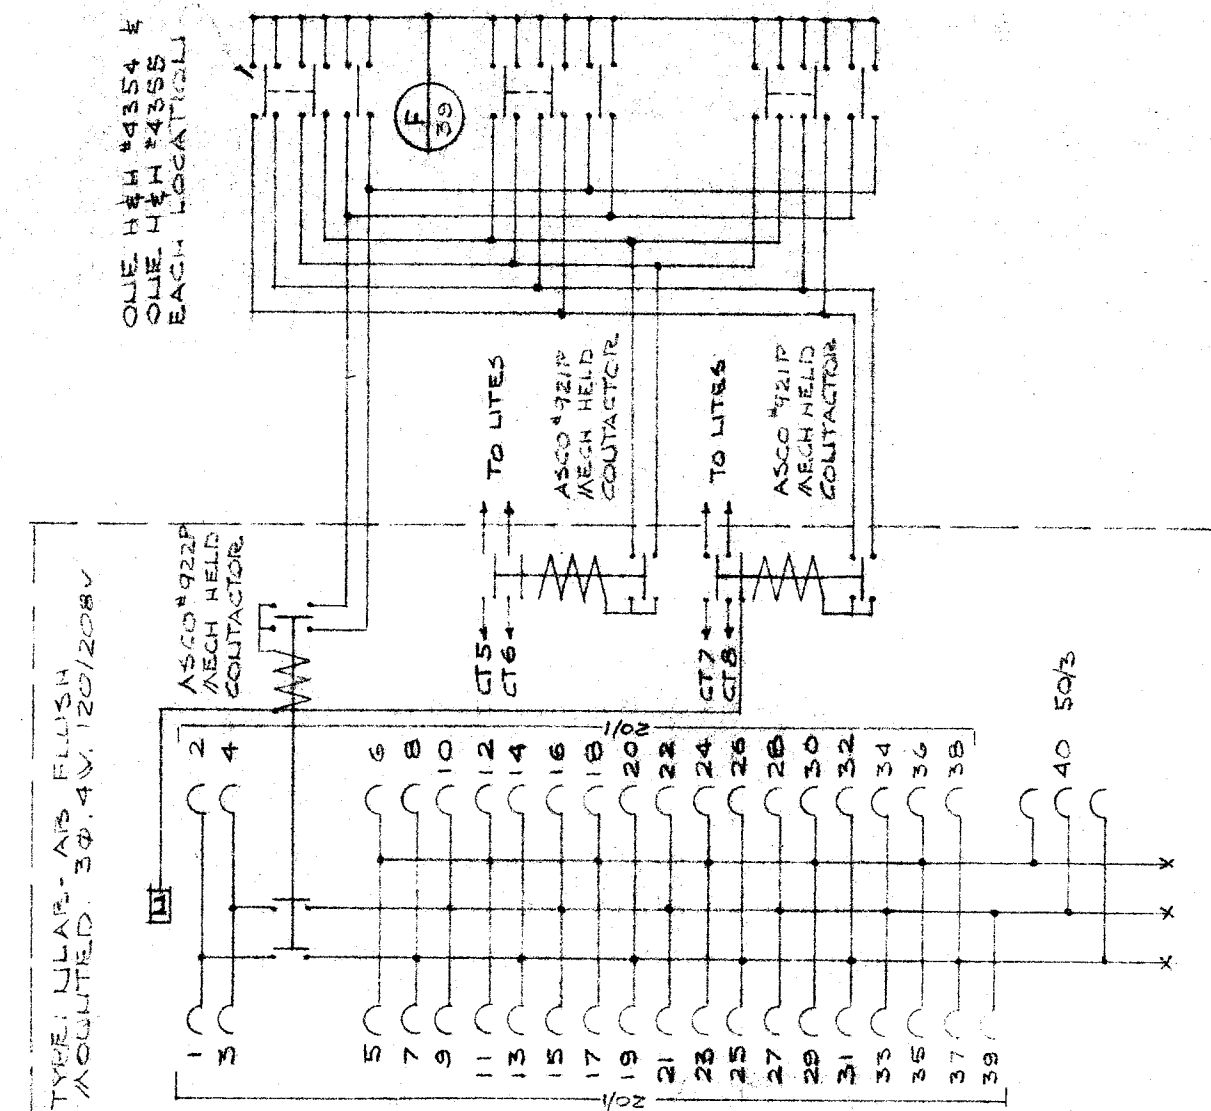 ONE H&H #4354 &
ONE H&H #4355
EACH LOCATION
F
39
TO LITES
ASCO #921P
MECH HELD
CONTACTOR
TO LITES
ASCO #921P
MECH HELD
CONTACTOR
ASCO #922P
MECH HELD
CONTACTOR
CT5
CT6
CT7
CT8
TYPE: NLAB-AB FLUSH
MOUNTED. 3Ø. 4W. 120/208V
N
20/1
2
4
6
8
10
12
14
16
18
20
22
24
26
28
30
32
34
36
38
40 50/3
1
3
5
7
9
11
13
15
17
19
21
23
25
27
29
31
33
35
37
39
20/1